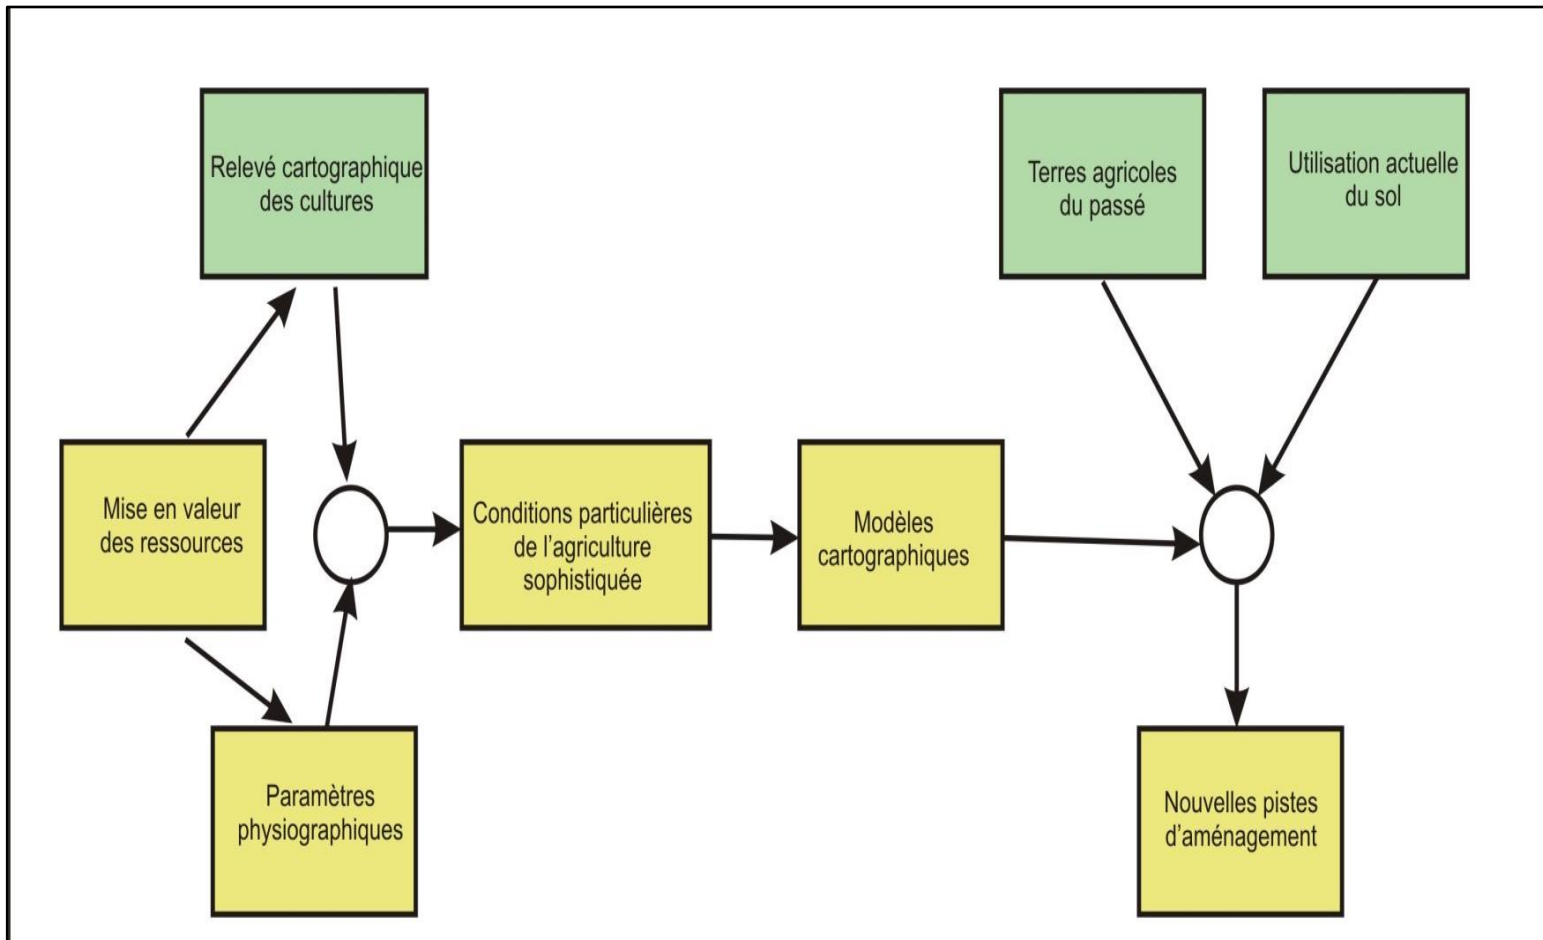 Relevé cartographique
des cultures
Terres agricoles
du passé
Utilisation actuelle
du sol
Mise en valeur
des ressources
Conditions particulières
de l'agriculture
sophistiquée
Modèles
cartographiques
Paramètres
physiographiques
Nouvelles pistes
d'aménagement